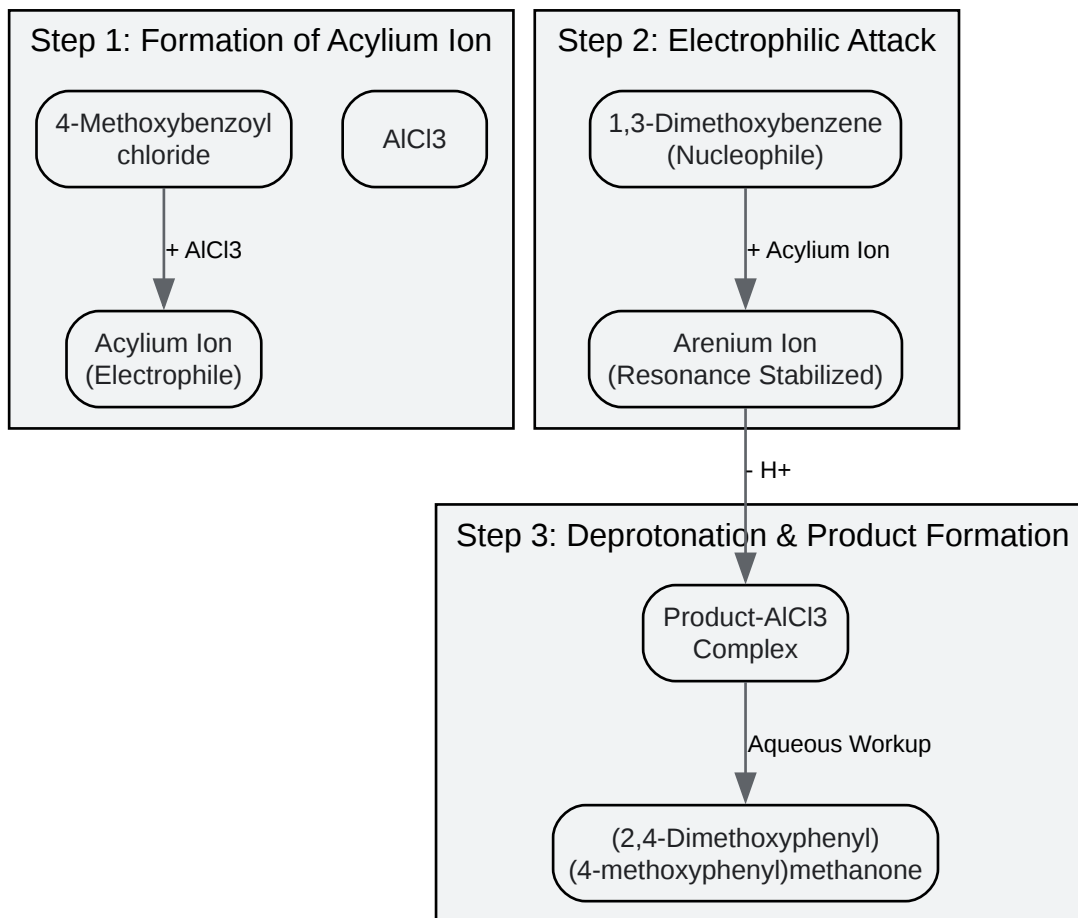 Step 1: Formation of Acylium Ion
4-Methoxybenzoyl
chloride
AlCl3
+ AlCl3
Acylium Ion
(Electrophile)
Step 2: Electrophilic Attack
1,3-Dimethoxybenzene
(Nucleophile)
+ Acylium Ion
Arenium Ion
(Resonance Stabilized)
- H+
Step 3: Deprotonation & Product Formation
Product-AlCl3
Complex
Aqueous Workup
(2,4-Dimethoxyphenyl)
(4-methoxyphenyl)methanone